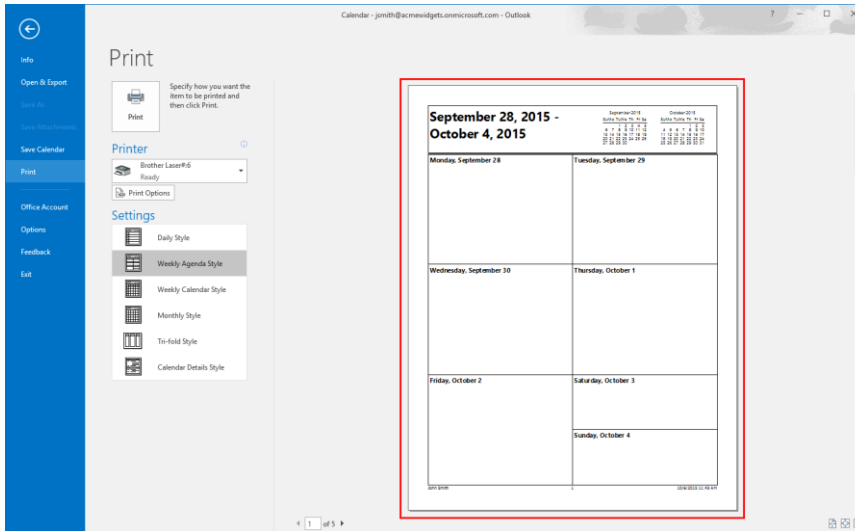 Calendar - jsmith@acmewidgets.onmicrosoft.com - Outlook
?
Info
Open & Export
Save As
Save Attachments
Save Calendar
Print
Office Account
Options
Feedback
Exit
Print
Print
Specify how you want the
item to be printed and
then click Print.
Printer
Brother Laser#:6
Ready
Print Options
Settings
Daily Style
Weekly Agenda Style
Weekly Calendar Style
Monthly Style
Tri-fold Style
Calendar Details Style
September 28, 2015 -
October 4, 2015
September 2015
October 2015
Monday, September 28
Tuesday, September 29
Wednesday, September 30
Thursday, October 1
Friday, October 2
Saturday, October 3
Sunday, October 4
John Smith
1
1 of 5